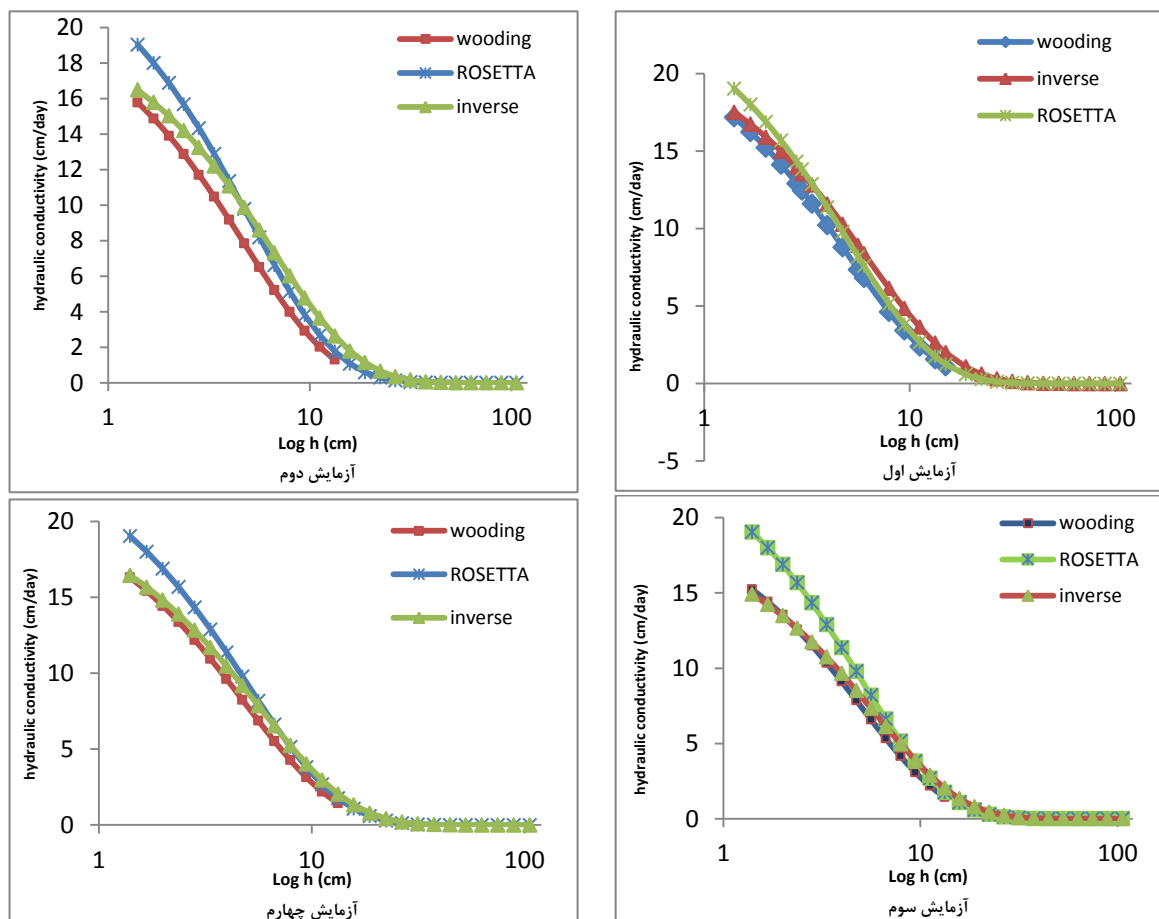 20
18
16
14
12
10
8
6
4
2
0
hydraulic conductivity (cm/day)
wooding
ROSETTA
inverse
1
10
100
Log h (cm)
آزمایش دوم
20
15
10
5
0
-5
hydraulic conductivity (cm/day)
wooding
inverse
ROSETTA
1
10
100
Log h (cm)
آزمایش اول
20
15
10
5
0
hydraulic conductivity (cm/day)
wooding
ROSETTA
inverse
1
10
100
Log h (cm)
آزمایش چهارم
20
15
10
5
0
hydraulic conductivity (cm/day)
wooding
ROSETTA
inverse
1
10
100
Log h (cm)
آزمایش سوم